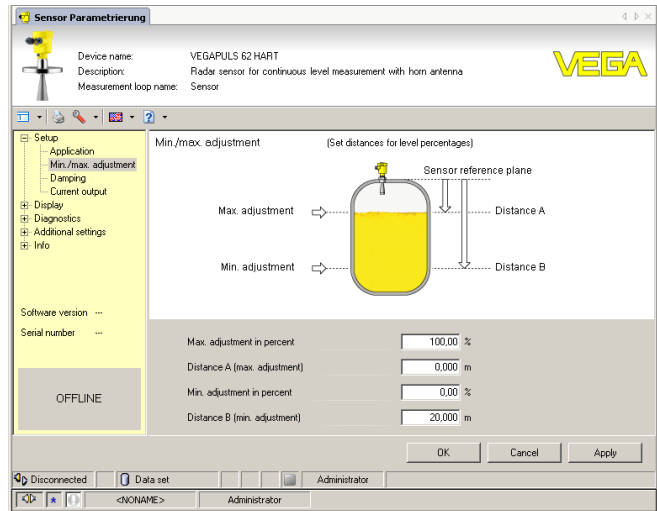 Sensor Parametrierung
Device name: VEGAPULS 62 HART
Description: Radar sensor for continuous level measurement with horn antenna
Measurement loop name: Sensor
VEGA
Setup
Application
Min./max. adjustment
Damping
Current output
Display
Diagnostics
Additional settings
Info
Software version ---
Serial number ---
OFFLINE
Min./max. adjustment (Set distances for level percentages)
Sensor reference plane
Max. adjustment
Distance A
Min. adjustment
Distance B
Max. adjustment in percent 100,00 %
Distance A (max. adjustment) 0,000 m
Min. adjustment in percent 0,00 %
Distance B (min. adjustment) 20,000 m
OK Cancel Apply
Disconnected Data set Administrator
<NONAME> Administrator